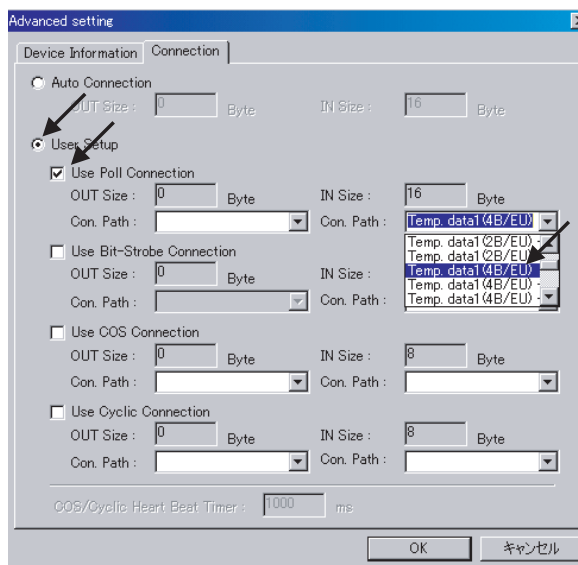 Advanced setting
Device Information Connection
Auto Connection
OUT Size : 0 Byte IN Size : 16 Byte
User Setup
Use Poll Connection
OUT Size : 0 Byte IN Size : 16 Byte
Con. Path : Con. Path : Temp. data1(4B/EU)
Temp. data1(2B/EU) -
Use Bit-Strobe Connection Temp. data1(2B/EU)
OUT Size : 0 Byte IN Size : Temp. data1(4B/EU)
Temp. data1(4B/EU) -
Con. Path : Con. Path : Temp. data1(4B/EU) -
Use COS Connection
OUT Size : 0 Byte IN Size : 8 Byte
Con. Path : Con. Path :
Use Cyclic Connection
OUT Size : 0 Byte IN Size : 8 Byte
Con. Path : Con. Path :
COS/Cyclic Heart Beat Timer : 1000 ms
OK キャンセル